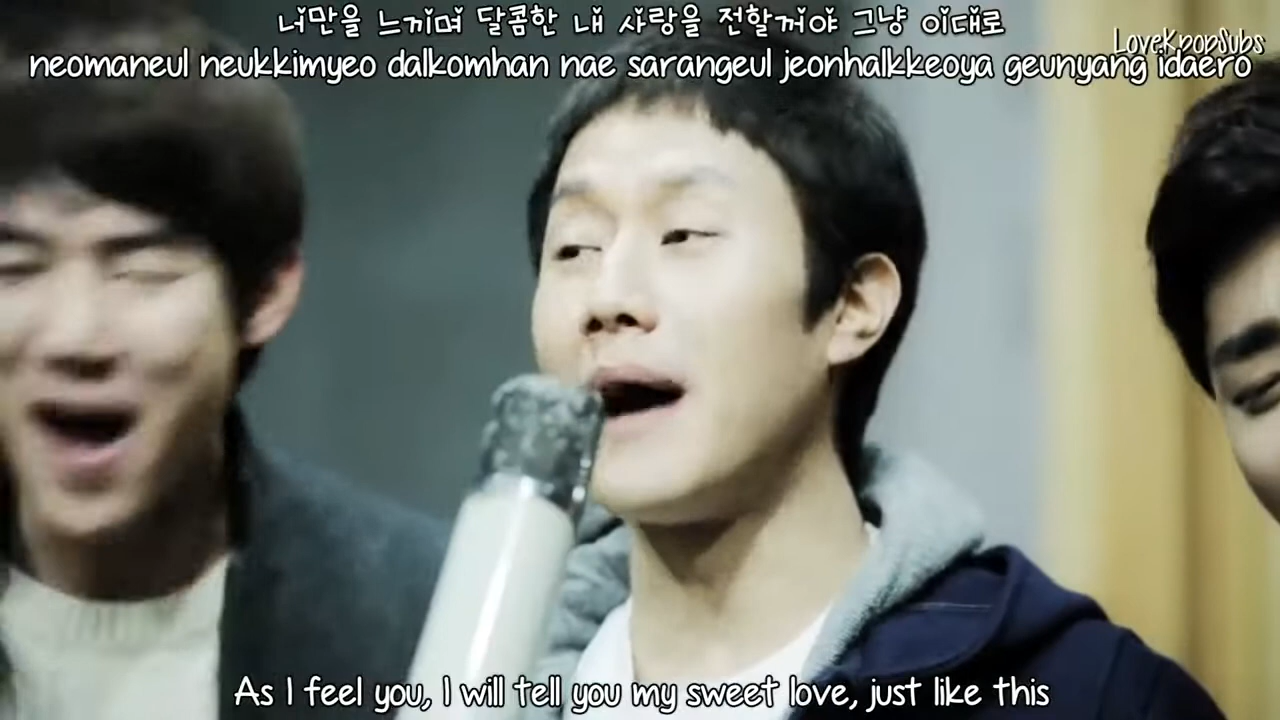 너만을 느끼며 달콤한 내 사랑을 전할꺼야 그냥 이대로
LoveKpopSubs
neomaneul neukkimyeo dalkomhan nae sarangeul jeonhalkkeoya geunyang idaero
As I feel you, I will tell you my sweet love, just like this